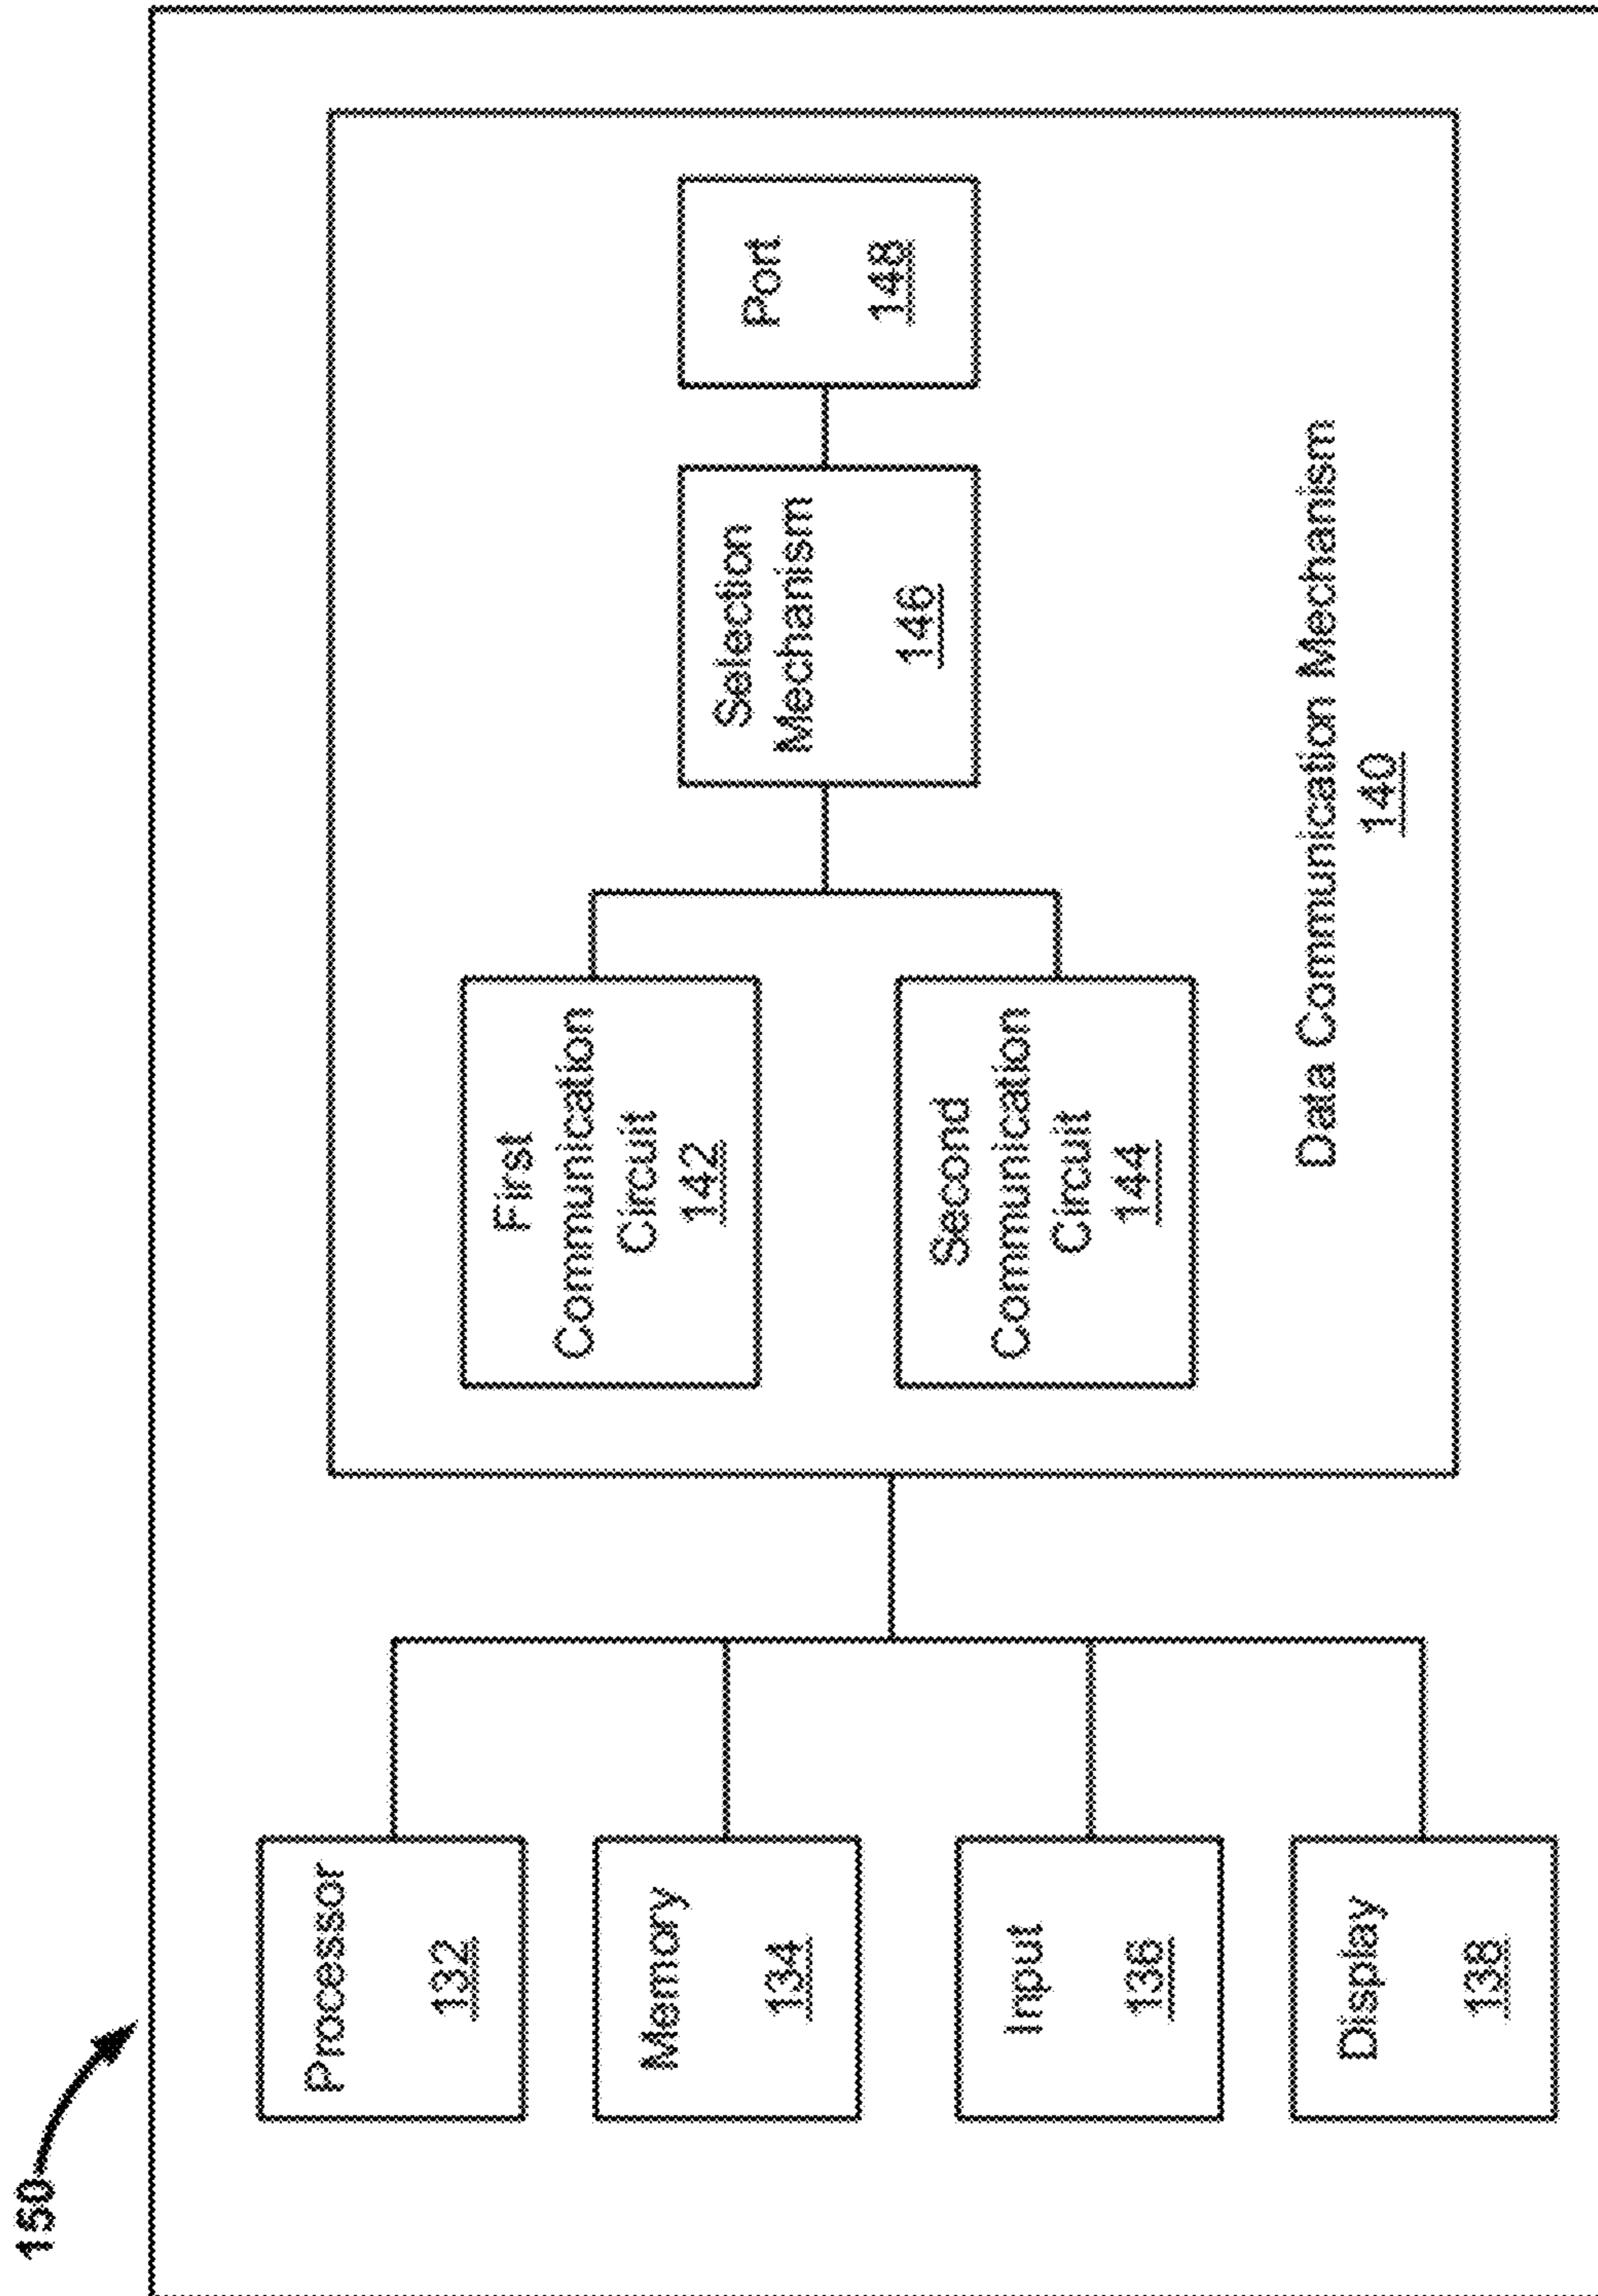 150
Processor
132
Memory
134
Input
136
Display
138
First
Communication
Circuit
142
Second
Communication
Circuit
144
Selection
Mechanism
146
Port
148
Data Communication Mechanism
140